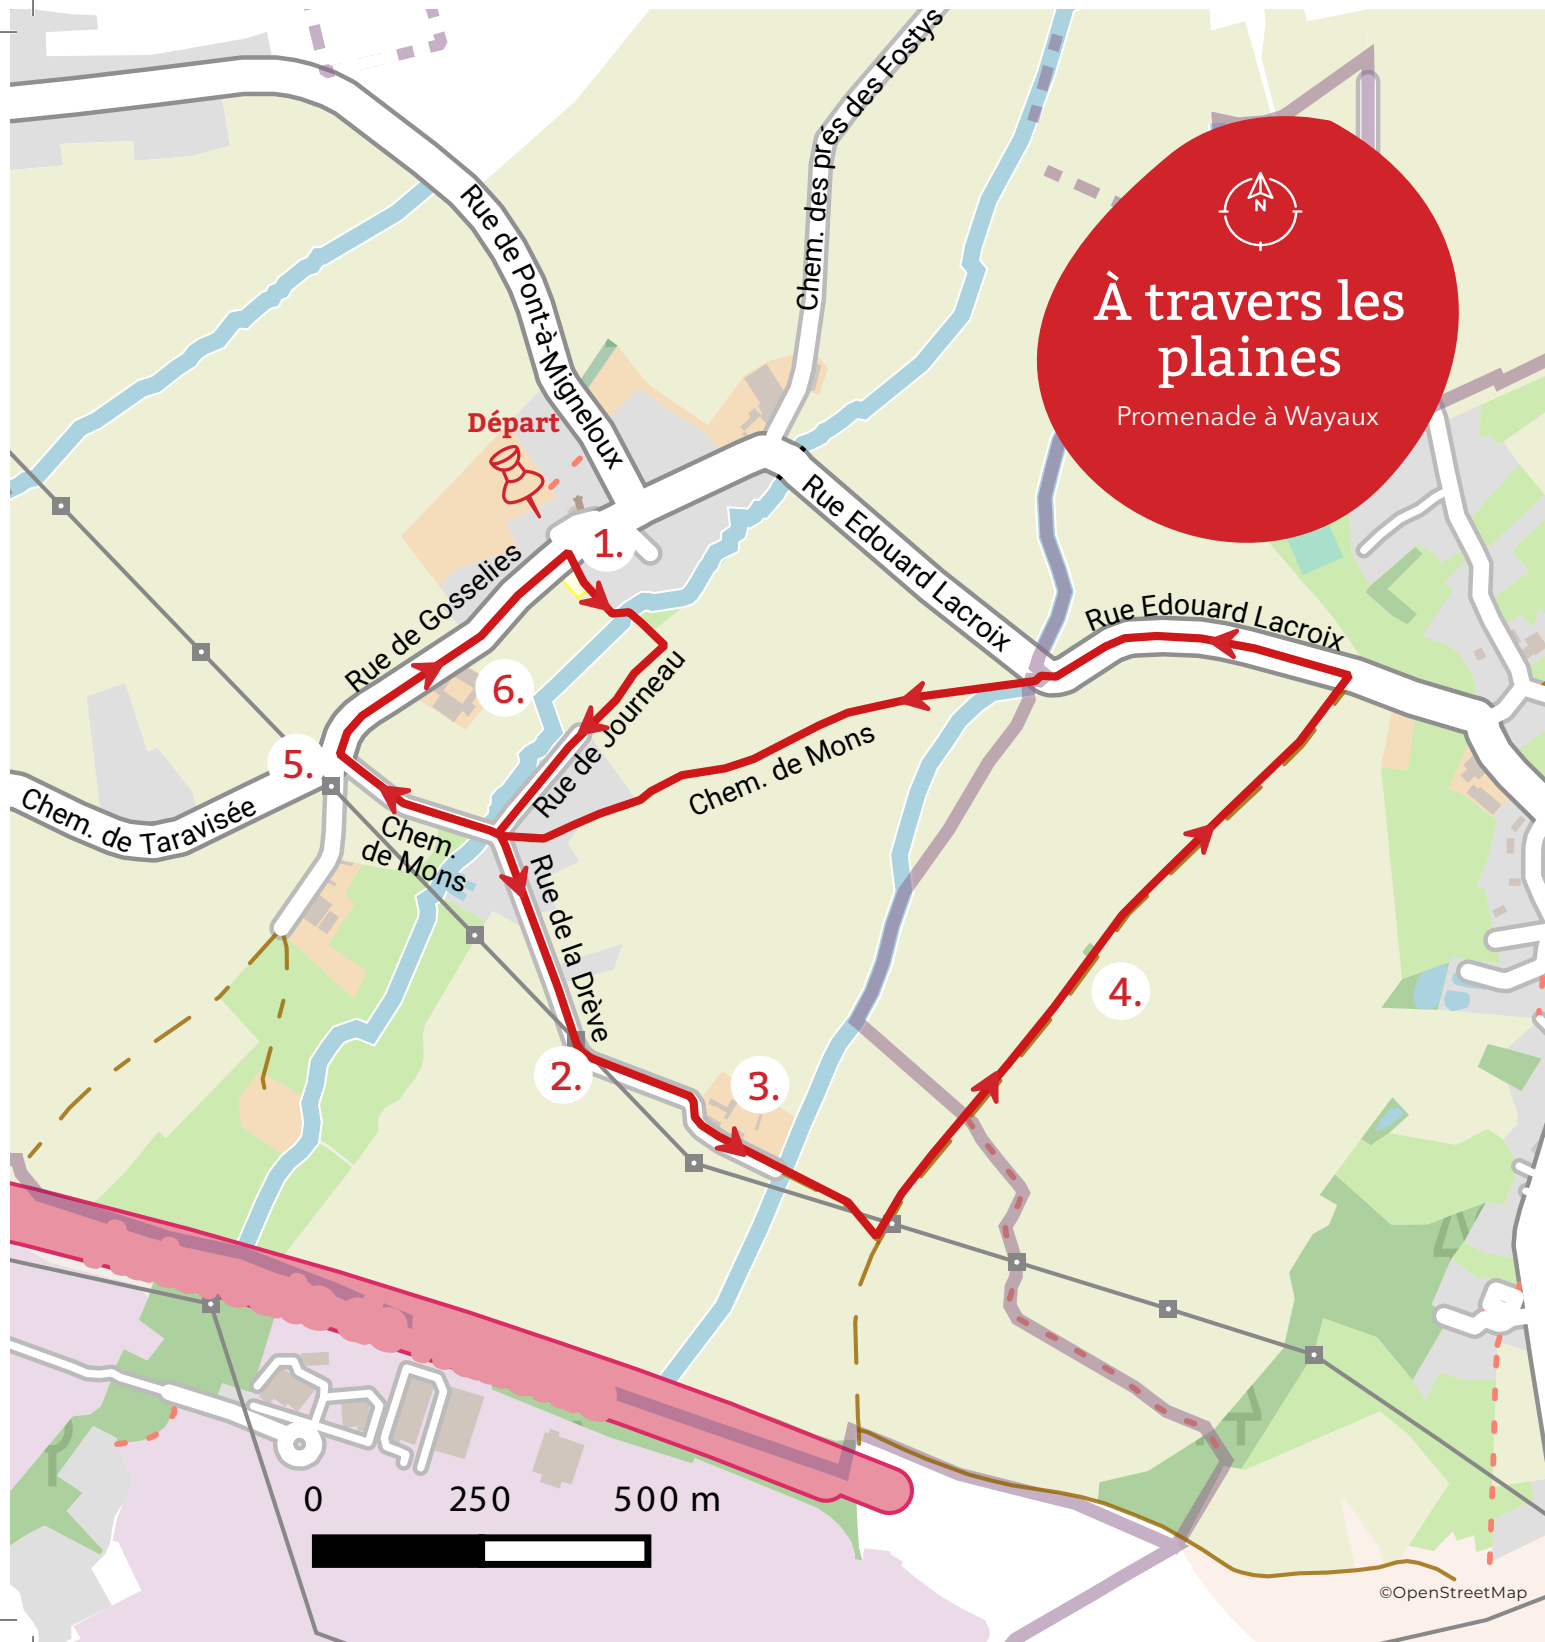 Chem. des prés des Fostys
Rue de Pont-à-Migneloux
N
À travers les
plaines
Promenade à Wayaux
Départ
1.
Rue Edouard Lacroix
Rue de Gosselies
Rue Edouard Lacroix
6.
Rue de Journeau
5.
Chem. de Mons
Chem. de Taravisée
Chem.
de Mons
Rue de la Drève
4.
2.
3.
0 250 500 m
©OpenStreetMap